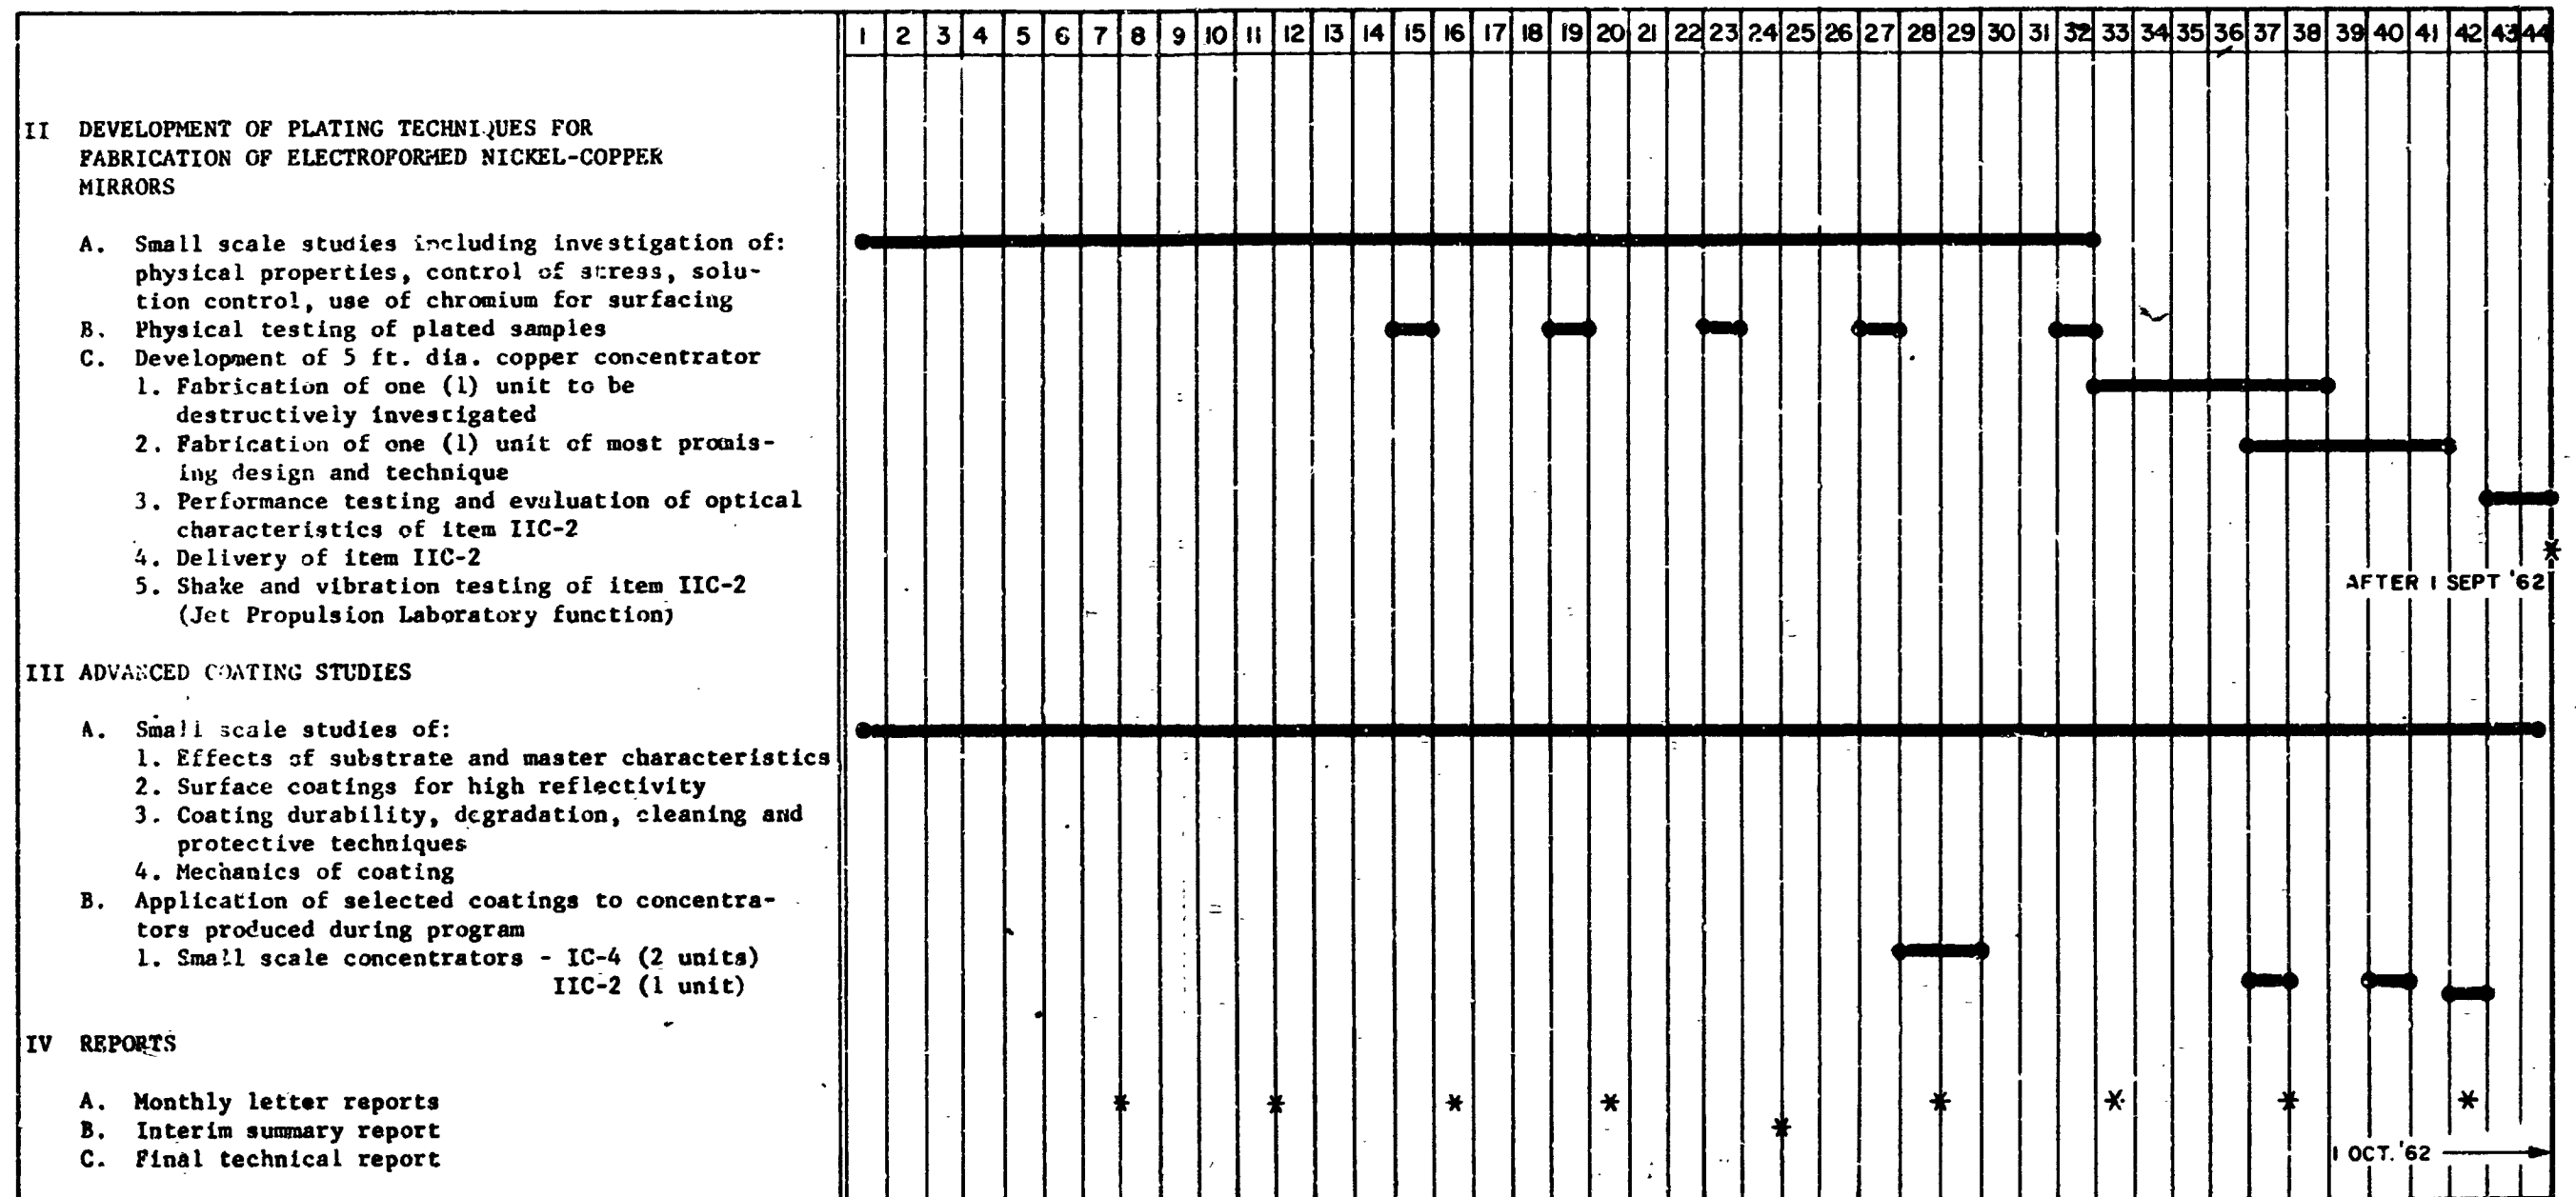 1 2 3 4 5 6 7 8 9 10 11 12 13 14 15 16 17 18 19 20 21 22 23 24 25 26 27 28 29 30 31 32 33 34 35 36 37 38 39 40 41 42 43 44
II DEVELOPMENT OF PLATING TECHNIQUES FOR
FABRICATION OF ELECTROFORMED NICKEL-COPPER
MIRRORS
A. Small scale studies including investigation of:
physical properties, control of stress, solu-
tion control, use of chromium for surfacing
B. Physical testing of plated samples
C. Development of 5 ft. dia. copper concentrator
1. Fabrication of one (1) unit to be
destructively investigated
2. Fabrication of one (1) unit of most promis-
ing design and technique
3. Performance testing and evaluation of optical
characteristics of item IIC-2
4. Delivery of item IIC-2
*
5. Shake and vibration testing of item IIC-2
AFTER 1 SEPT '62
(Jet Propulsion Laboratory function)
III ADVANCED COATING STUDIES
A. Small scale studies of:
1. Effects of substrate and master characteristics
2. Surface coatings for high reflectivity
3. Coating durability, degradation, cleaning and
protective techniques
4. Mechanics of coating
B. Application of selected coatings to concentra-
tors produced during program
1. Small scale concentrators - IC-4 (2 units)
IIC-2 (1 unit)
IV REPORTS
A. Monthly letter reports * * * * * * * *
B. Interim summary report *
C. Final technical report 1 OCT. '62